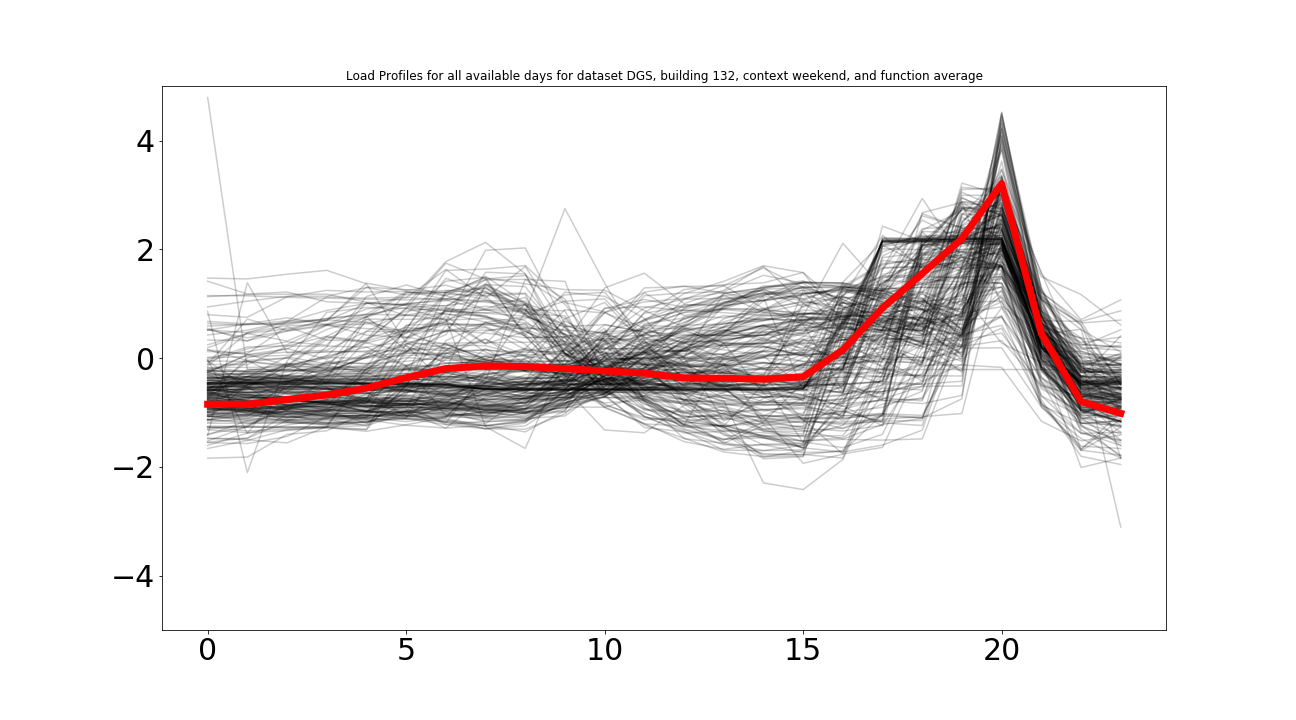 Load Profiles for all available days for dataset DGS, building 132, context weekend, and function average
4
2
0
−2
−4
0 5 10 15 20